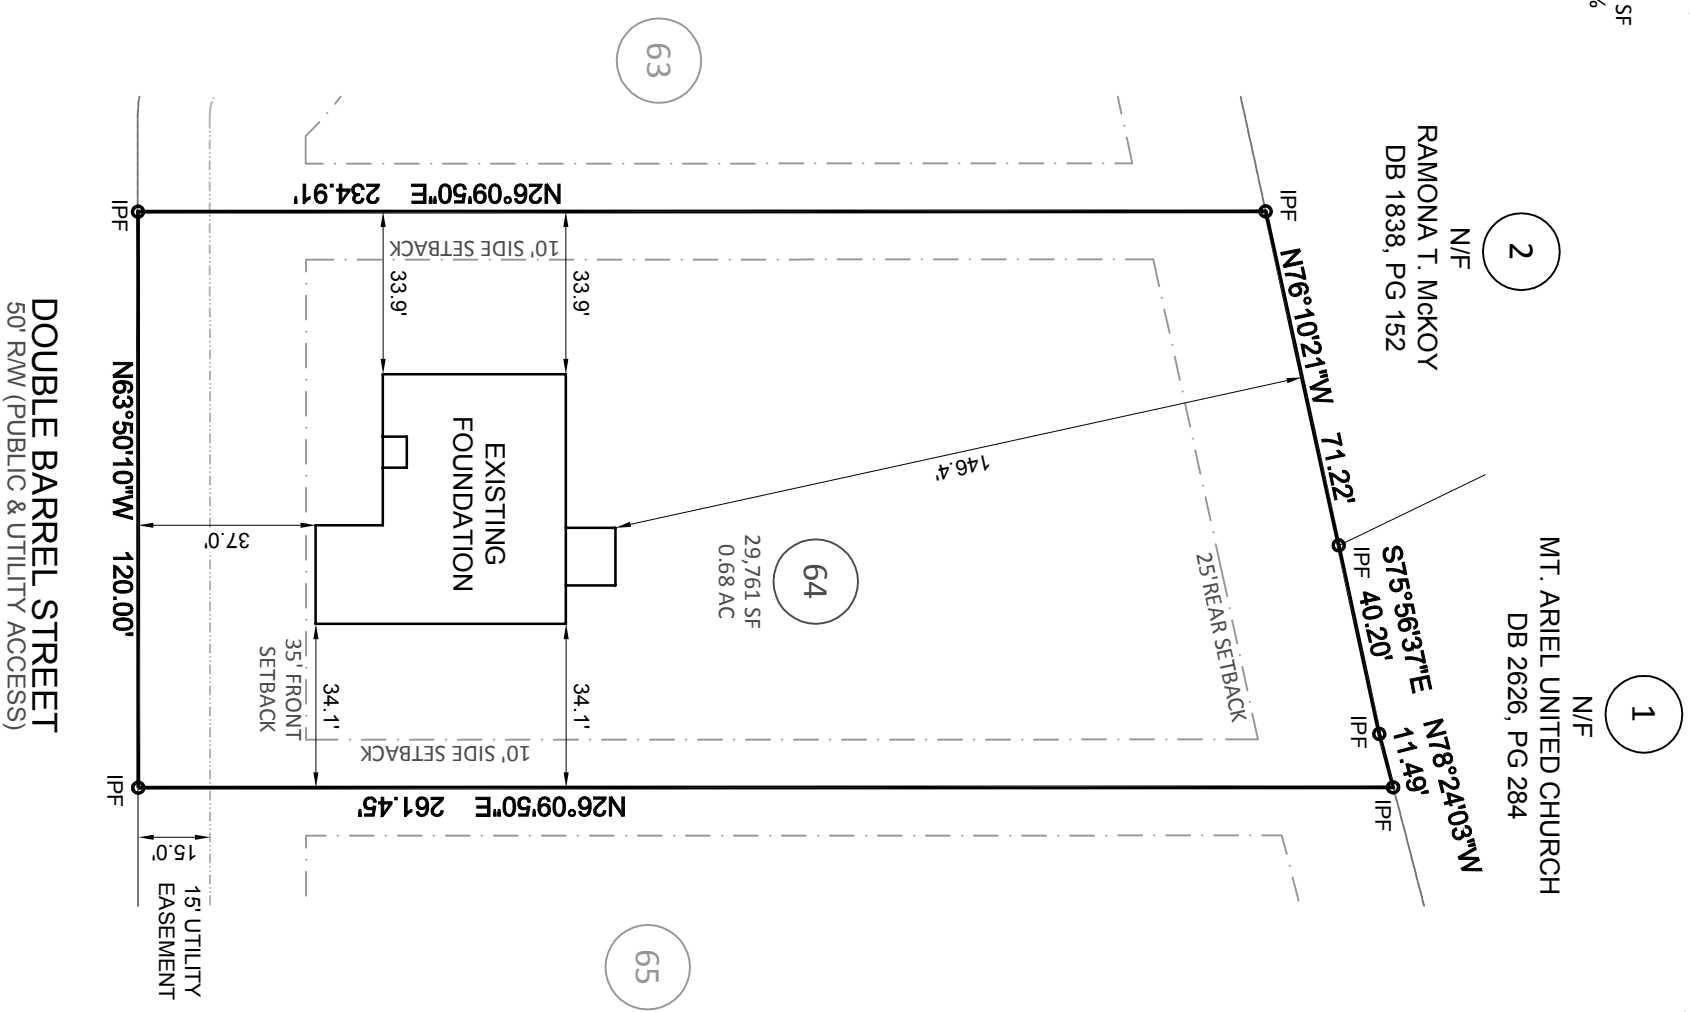 SF
%
63
2
N/F
RAMONA T. McKOY
DB 1838, PG 152
1
N/F
MT. ARIEL UNITED CHURCH
DB 2626, PG 284
IPF
N76°10'21"W 71.22'
IPF
S75°56'37"E
40.20'
IPF
N78°24'03"W
11.49'
IPF
25'REAR SETBACK
N26°09'50"E 234.91'
10' SIDE SETBACK
33.9'
33.9'
146.4'
64
29,761 SF
0.68 AC
EXISTING
FOUNDATION
34.1'
34.1'
10' SIDE SETBACK
N26°09'50"E 261.45'
35' FRONT
SETBACK
37.0'
IPF
N63°50'10"W 120.00'
IPF
15.0'
15' UTILITY
EASEMENT
65
DOUBLE BARREL STREET
50' R/W (PUBLIC & UTILITY ACCESS)